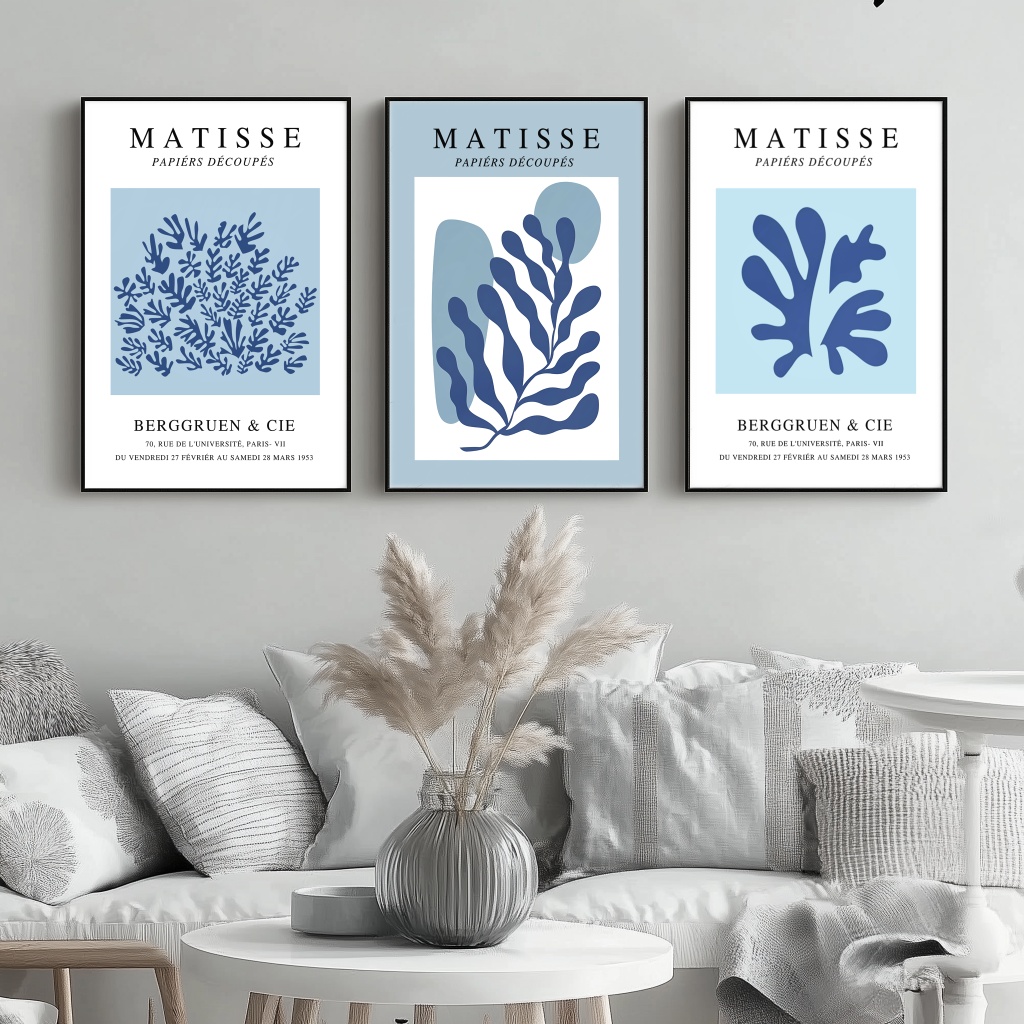 MATISSE
PAPIÉRS DÉCOUPÉS
BERGGRUEN & CIE
70, RUE DE L'UNIVERSITÉ, PARIS- VII
DU VENDREDI 27 FÉVRIÉR AU SAMEDI 28 MARS 1953
MATISSE
PAPIÉRS DÉCOUPÉS
MATISSE
PAPIÉRS DÉCOUPÉS
BERGGRUEN & CIE
70, RUE DE L'UNIVERSITÉ, PARIS- VII
DU VENDREDI 27 FÉVRIÉR AU SAMEDI 28 MARS 1953